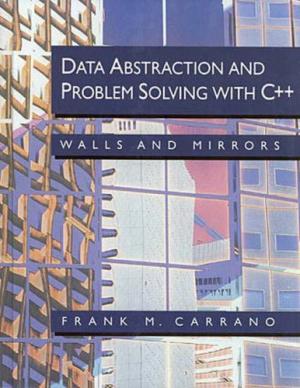 DATA ABSTRACTION AND
PROBLEM SOLVING WITH C++
WALLS AND MIRRORS
FRANK M. CARRANO